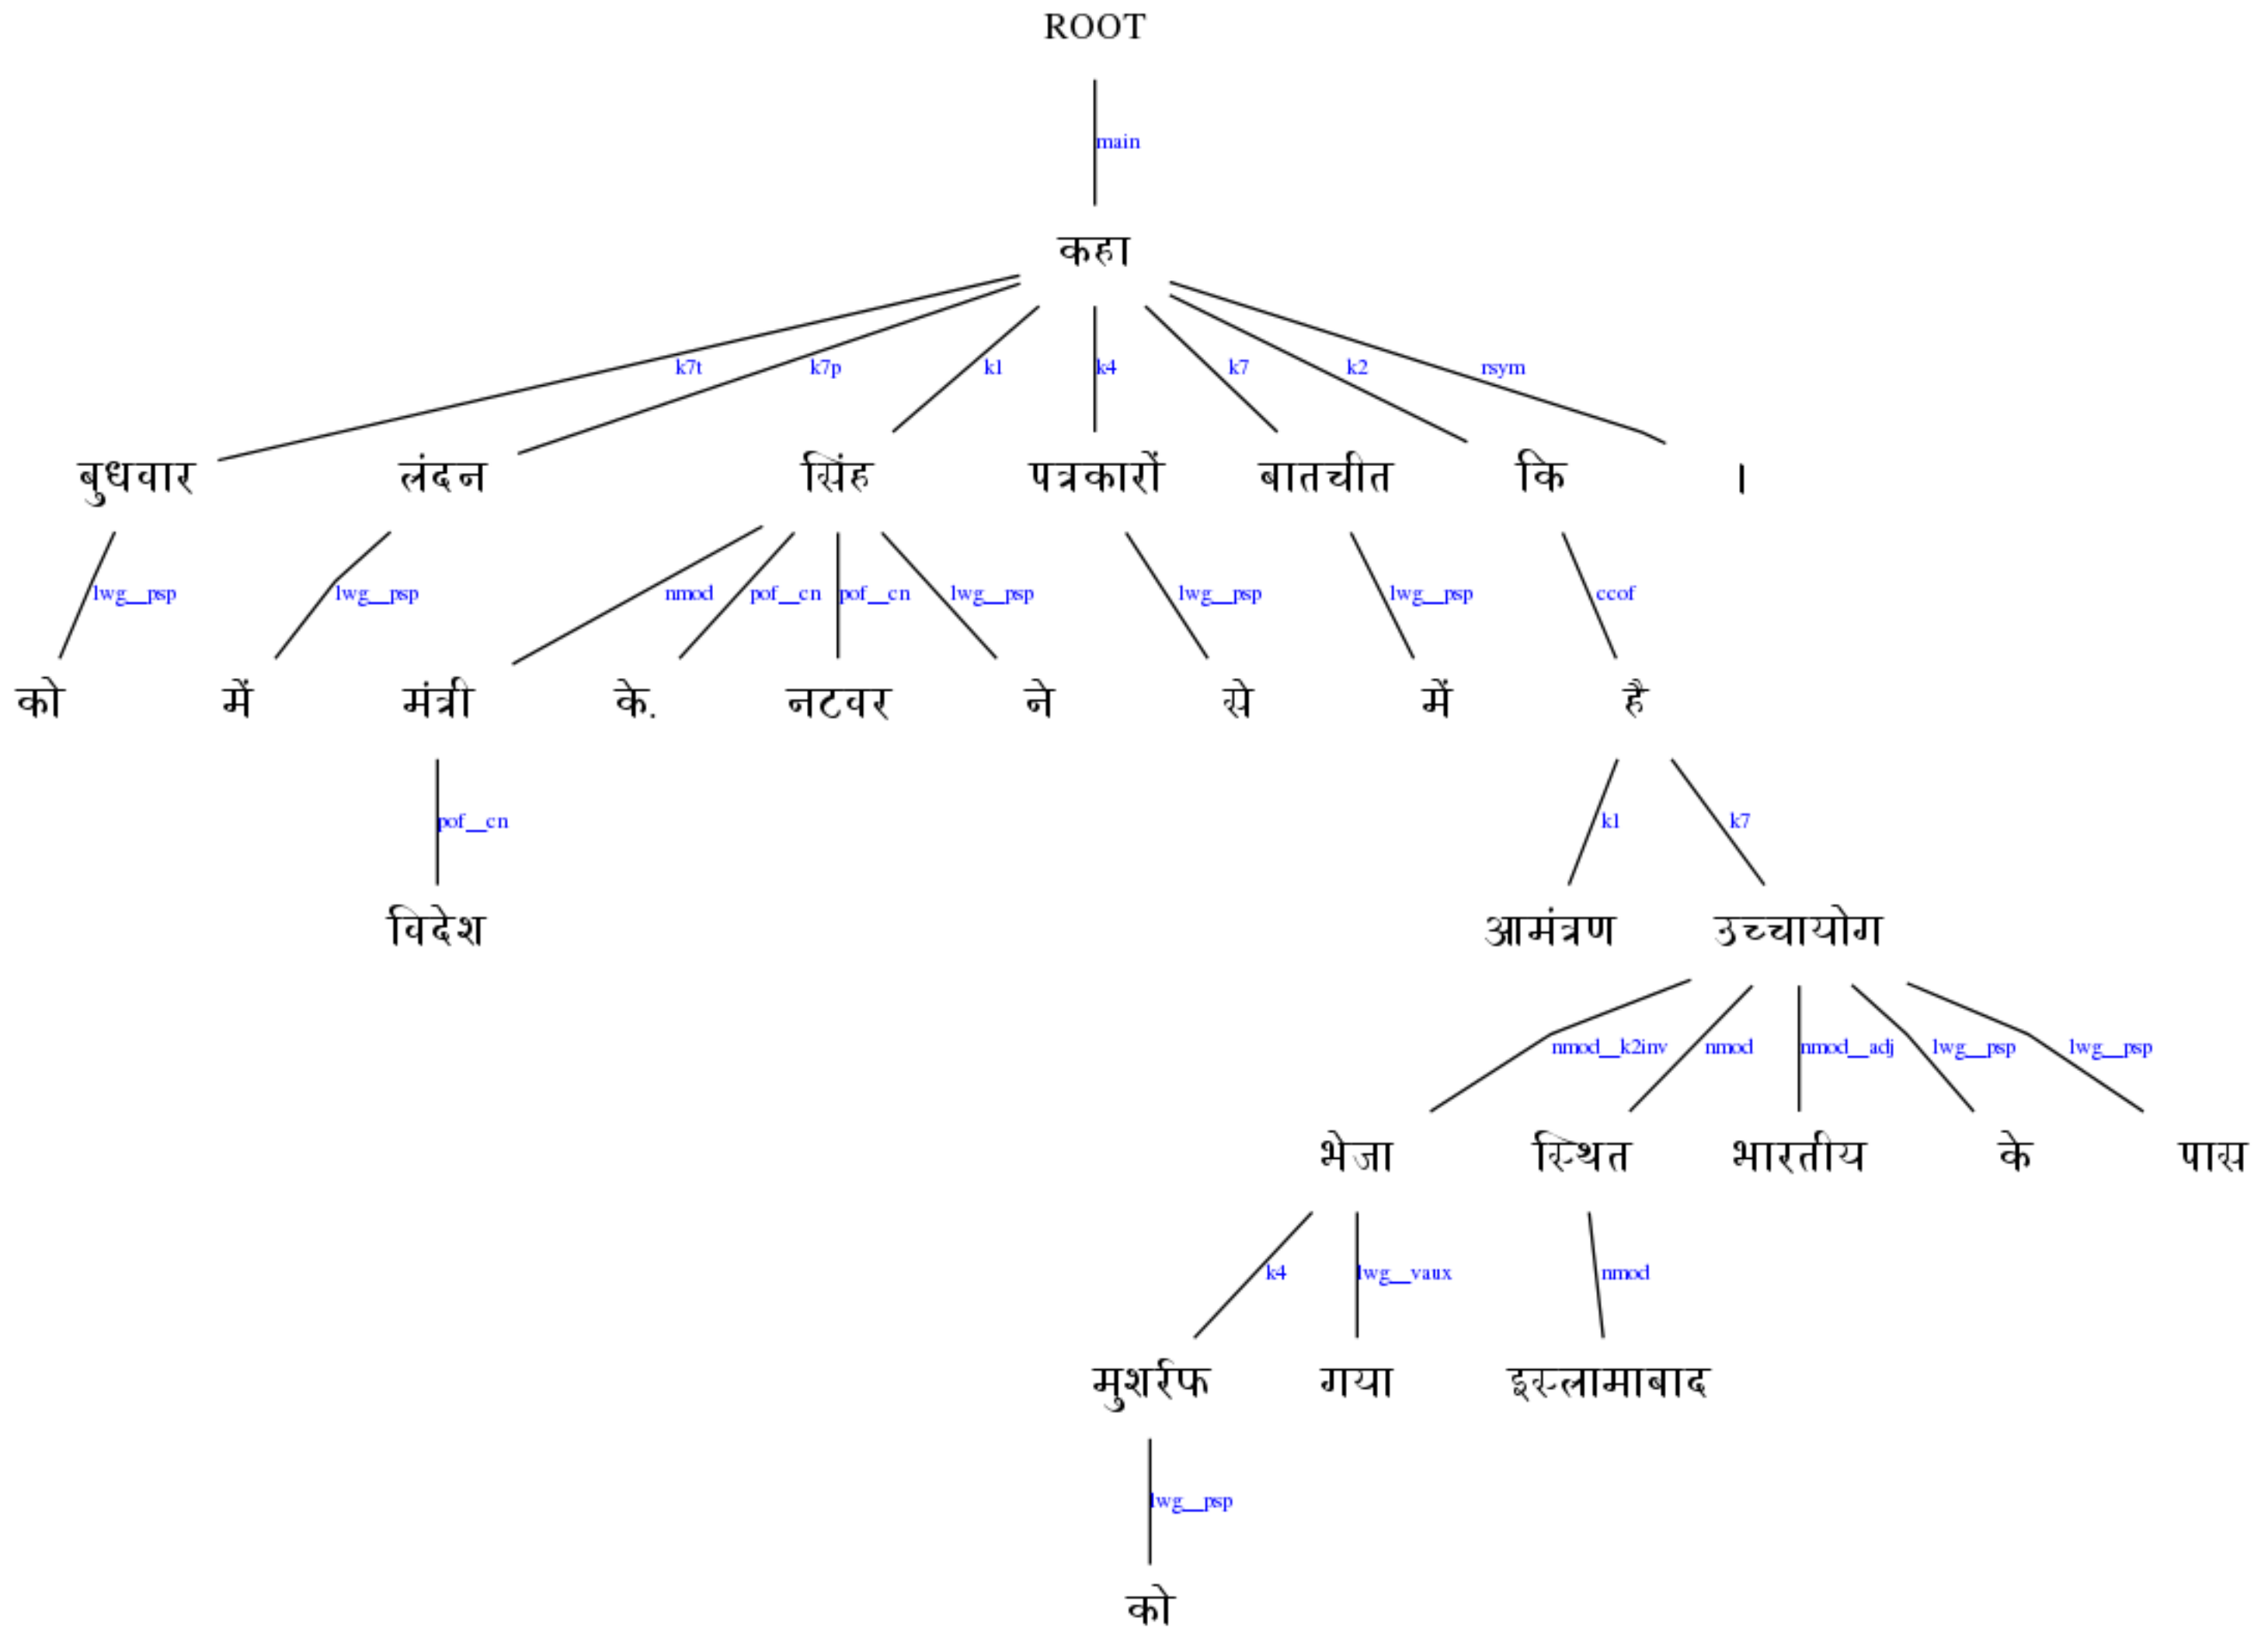 ROOT
main
कहा
k7t k7p k1 k4 k7 k2 rsym
बुधवार लंदन सिंह पत्रकारों बातचीत कि ।
lwg__psp lwg__psp nmod pof__cn pof__cn lwg__psp lwg__psp lwg__psp ccof
को में मंत्री के. नटवर ने से में है
pof__cn k1 k7
विदेश आमंत्रण उच्चायोग
nmod__k2inv nmod nmod__adj lwg__psp lwg__psp
भेजा स्थित भारतीय के पास
k4 lwg__vaux nmod
मुशर्रफ गया इस्लामाबाद
lwg__psp
को